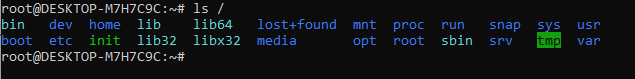 root@DESKTOP-M7H7C9C:~# ls /
bin dev home lib lib64 lost+found mnt proc run snap sys usr
boot etc init lib32 libx32 media opt root sbin srv tmp var
root@DESKTOP-M7H7C9C:~#